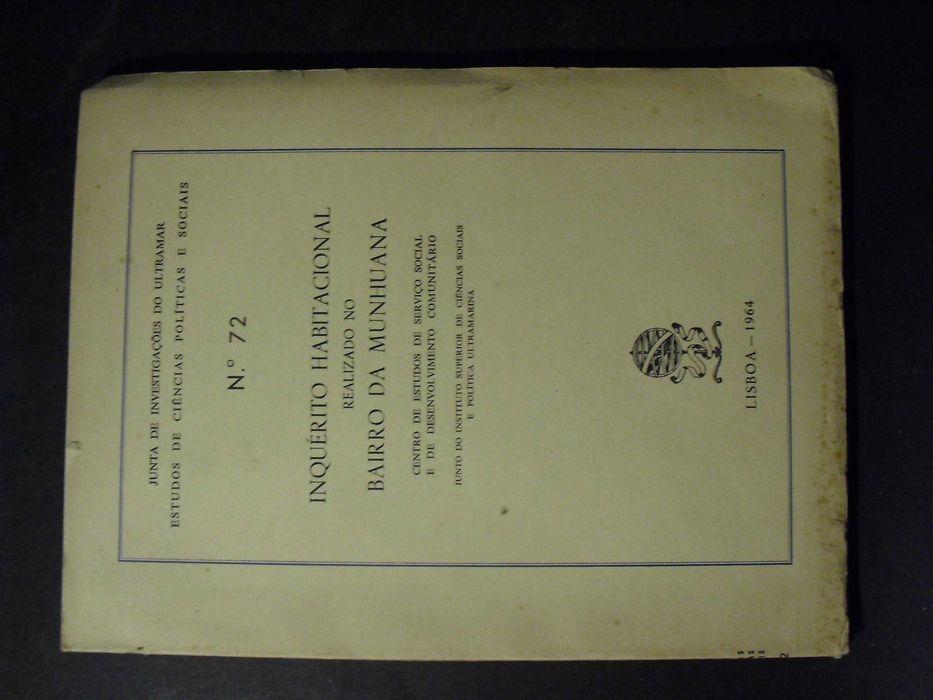 JUNTA DE INVESTIGAÇÕES DO ULTRAMAR
ESTUDOS DE CIÊNCIAS POLÍTICAS E SOCIAIS
N.º 72
INQUÉRITO HABITACIONAL
REALIZADO NO
BAIRRO DA MUNHUANA
CENTRO DE ESTUDOS DE SERVIÇO SOCIAL
E DE DESENVOLVIMENTO COMUNITÁRIO
JUNTO DO INSTITUTO SUPERIOR DE CIÊNCIAS SOCIAIS
E POLÍTICA ULTRAMARINA
LISBOA – 1964